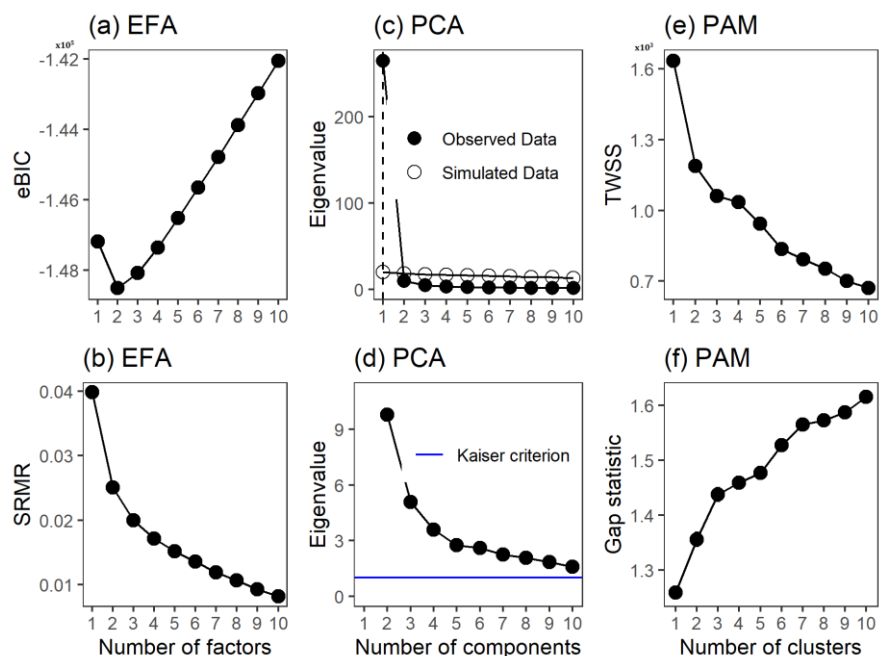 (a) EFA
x10⁵
-1.42
-1.44
-1.46
-1.48
eBIC
1 2 3 4 5 6 7 8 9 10
(c) PCA
200
100
0
Eigenvalue
Observed Data
Simulated Data
1 2 3 4 5 6 7 8 9 10
(e) PAM
1.6
1.3
1.0
0.7
TWSS
1 2 3 4 5 6 7 8 9 10
(b) EFA
0.04
0.03
0.02
0.01
SRMR
1 2 3 4 5 6 7 8 9 10
Number of factors
(d) PCA
9
6
3
0
Eigenvalue
Kaiser criterion
1 2 3 4 5 6 7 8 9 10
Number of components
(f) PAM
1.6
1.5
1.4
1.3
Gap statistic
1 2 3 4 5 6 7 8 9 10
Number of clusters